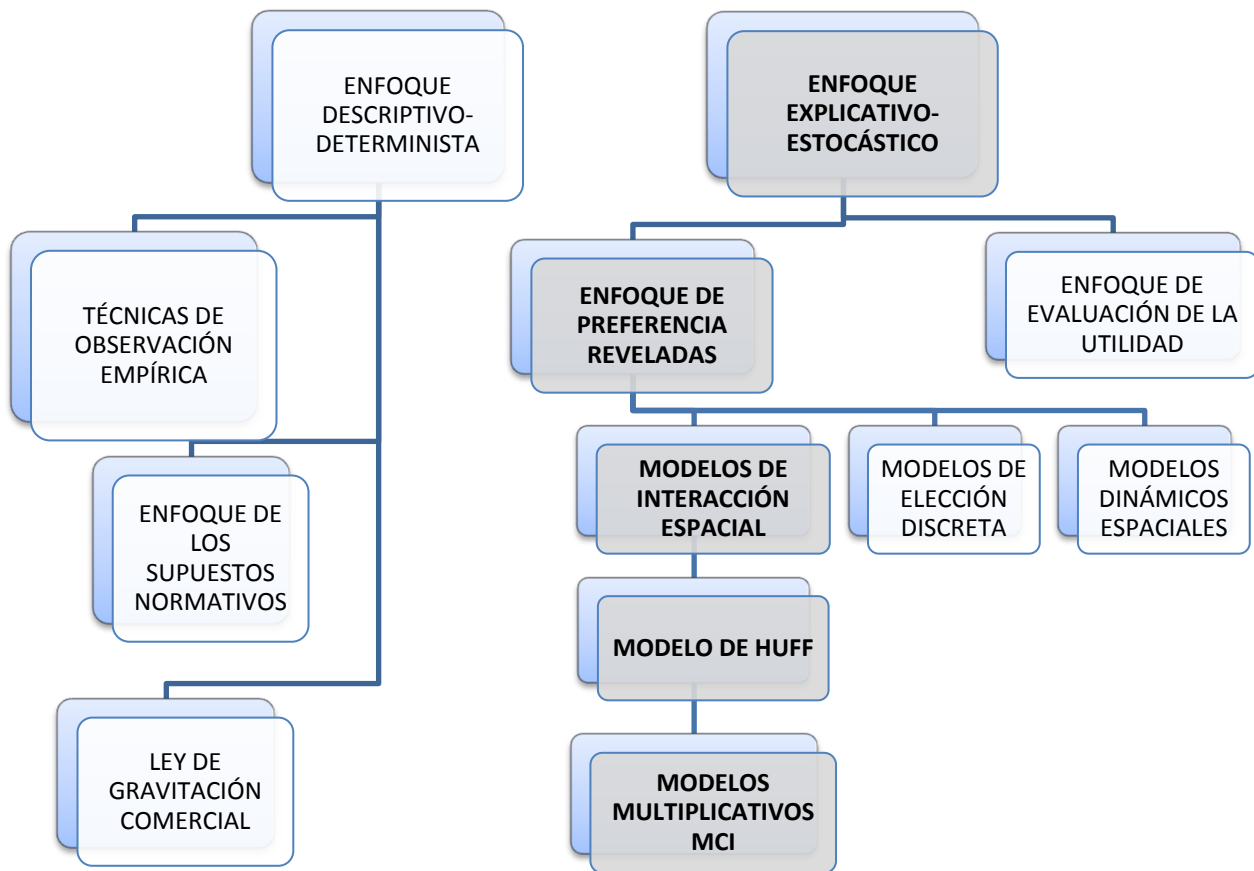 ENFOQUE
DESCRIPTIVO-
DETERMINISTA
TÉCNICAS DE
OBSERVACIÓN
EMPÍRICA
ENFOQUE DE
LOS
SUPUESTOS
NORMATIVOS
LEY DE
GRAVITACIÓN
COMERCIAL
ENFOQUE
EXPLICATIVO-
ESTOCÁSTICO
ENFOQUE DE
PREFERENCIA
REVELADAS
ENFOQUE DE
EVALUACIÓN DE LA
UTILIDAD
MODELOS DE
INTERACCIÓN
ESPACIAL
MODELOS DE
ELECCIÓN
DISCRETA
MODELOS
DINÁMICOS
ESPACIALES
MODELO DE HUFF
MODELOS
MULTIPLICATIVOS
MCI